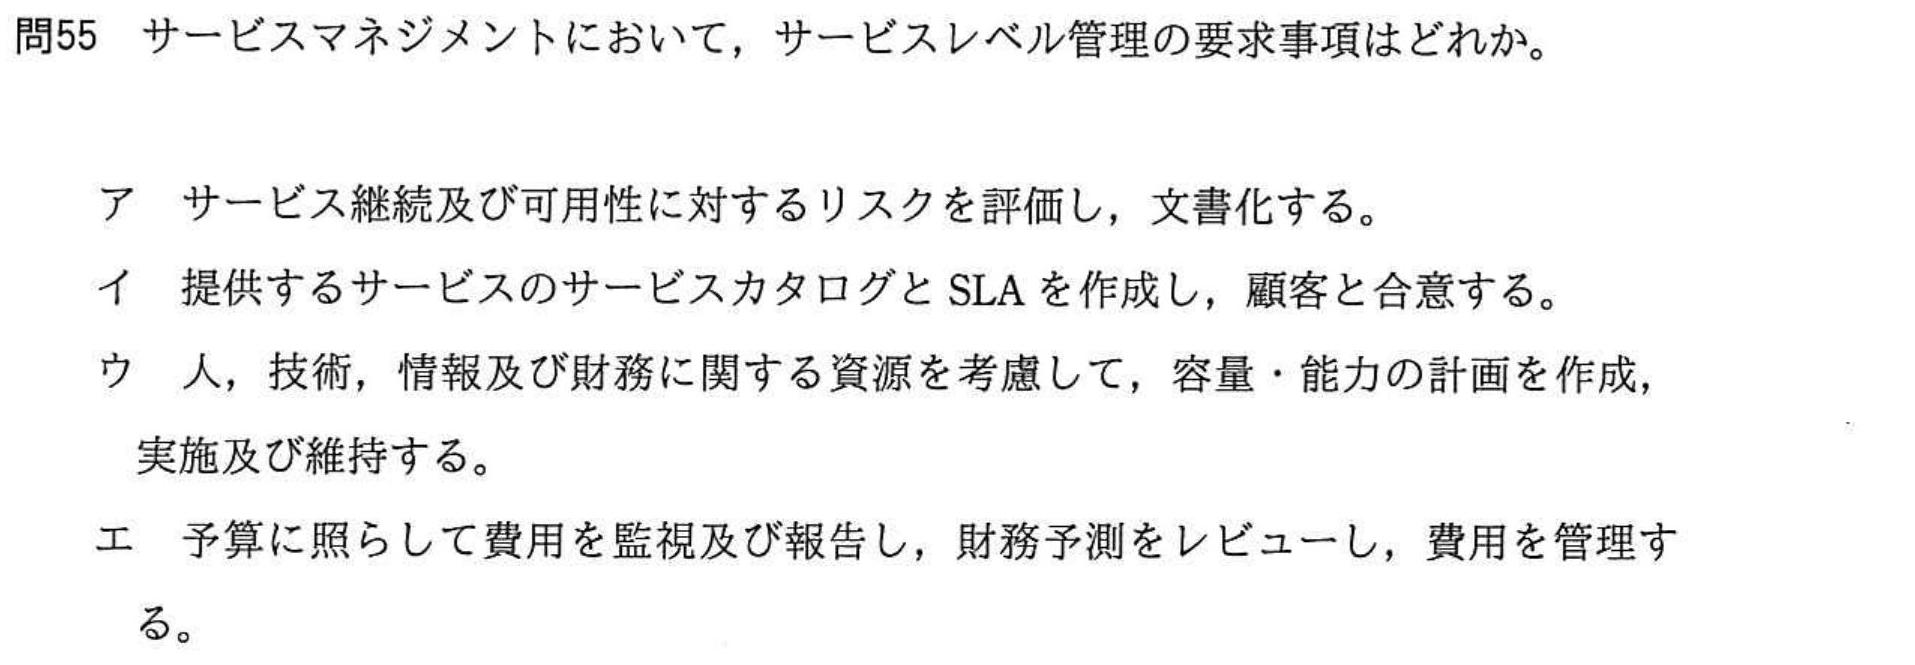 問55 サービスマネジメントにおいて，サービスレベル管理の要求事項はどれか。
ア サービス継続及び可用性に対するリスクを評価し，文書化する。
イ 提供するサービスのサービスカタログと SLA を作成し，顧客と合意する。
ウ 人，技術，情報及び財務に関する資源を考慮して，容量・能力の計画を作成，
実施及び維持する。
エ 予算に照らして費用を監視及び報告し，財務予測をレビューし，費用を管理す
る。